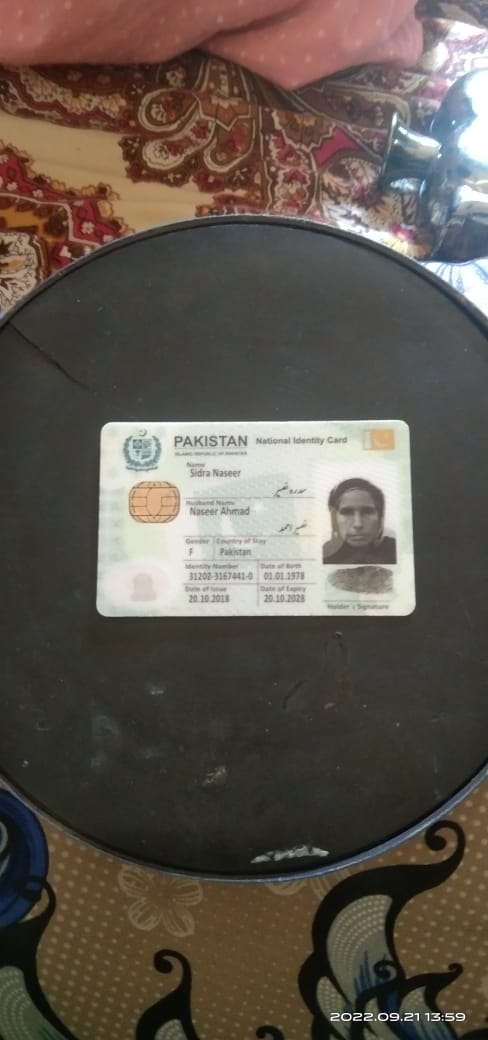 PAKISTAN National Identity Card
ISLAMIC REPUBLIC OF PAKISTAN
Name
Sidra Naseer
سدرہ نصیر
Husband Name
Naseer Ahmad
نصیر احمد
Gender Country of Stay
F Pakistan
Identity Number Date of Birth
31202-3167441-0 01.01.1978
Date of Issue Date of Expiry
20.10.2018 20.10.2028
Holder's Signature
2022.09.21 13:59